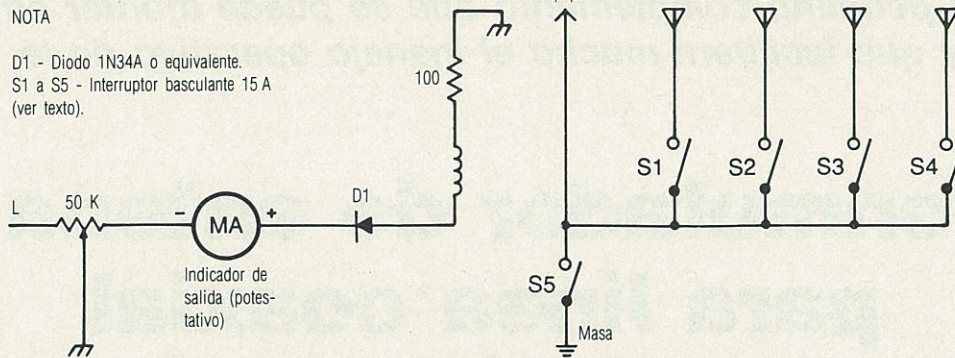 NOTA
D1 - Diodo 1N34A o equivalente.
S1 a S5 - Interruptor basculante 15 A
(ver texto).
100
L
50 K
-
MA
+
D1
Indicador de
salida (potes-
tativo)
S1
S2
S3
S4
S5
Masa